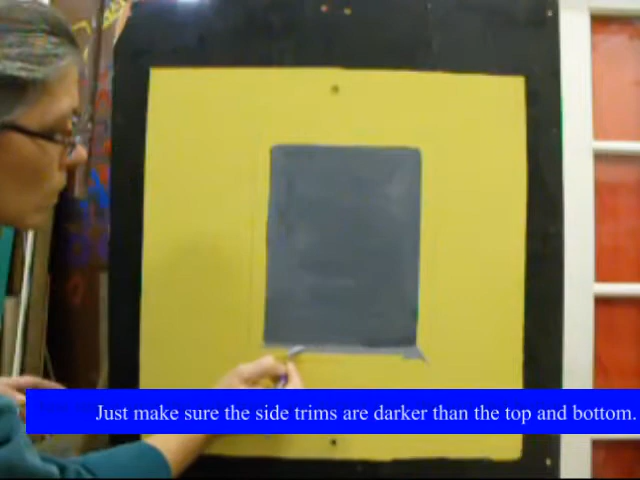 Just make sure the side trims are darker than the top and bottom.